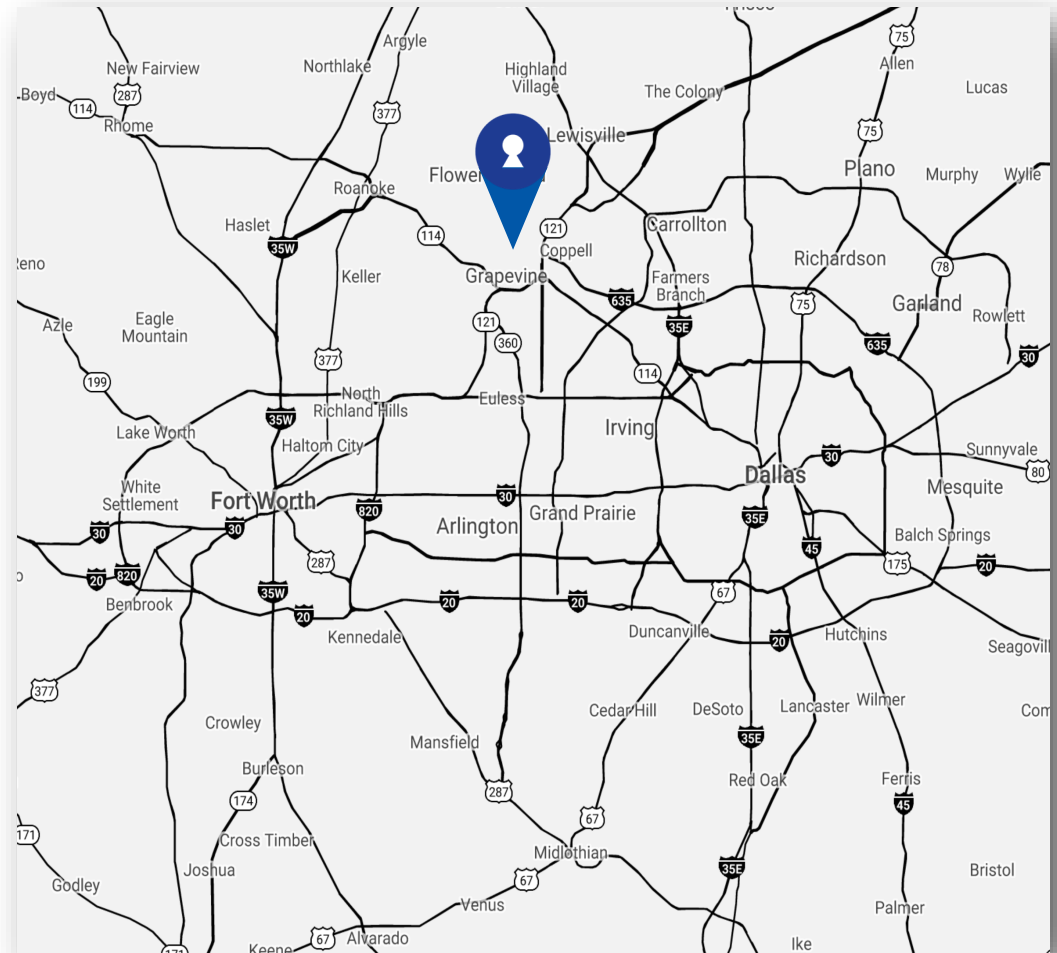 Argyle
75
New Fairview
Northlake
Highland
Village
Allen
Boyd
114
287
377
The Colony
Lucas
Rhome
Lewisville
75
Flower
Plano
Murphy
Wylie
Roanoke
Haslet
35W
114
121
Carrollton
Coppell
Richardson
78
Keller
Grapevine
Farmers
Branch
635
75
Garland
Rowlett
Azle
Eagle
Mountain
121
360
35E
635
30
377
199
114
North
Richland Hills
Euless
35W
Lake Worth
Haltom City
Irving
30
Sunnyvale
80
Dallas
White
Settlement
Fort Worth
30
820
Arlington
Grand Prairie
35E
Mesquite
30
30
45
Balch Springs
287
175
20
20
820
35W
67
Benbrook
20
20
20
Kennedale
Duncanville
20
Hutchins
377
Crowley
Cedar Hill
DeSoto
Lancaster
Wilmer
Mansfield
35E
Burleson
Red Oak
Ferris
174
287
45
67
171
Cross Timber
Midlothian
Joshua
35E
Bristol
Godley
67
Venus
Palmer
67
Alvarado
Ike
Keene
171